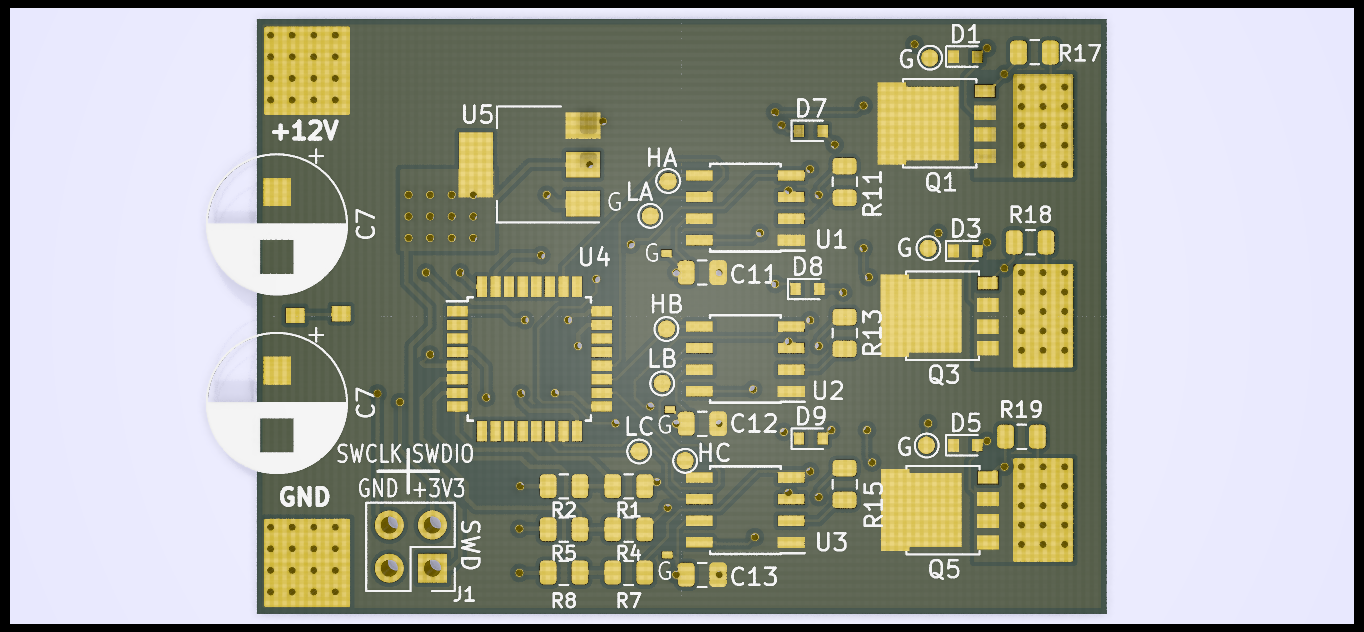 D1
G
R17
+12V
U5
D7
+
HA
LA
G
R11
Q1
C7
U1
R18
U4
G
C11
D8
G
D3
HB
R13
+
LB
Q3
U2
C7
G
C12
D9
R19
LC
HC
G
D5
SWCLK SWDIO
GND +3V3
GND
R2
R1
R15
SWD
R5
R4
U3
G
C13
Q5
J1
R8
R7